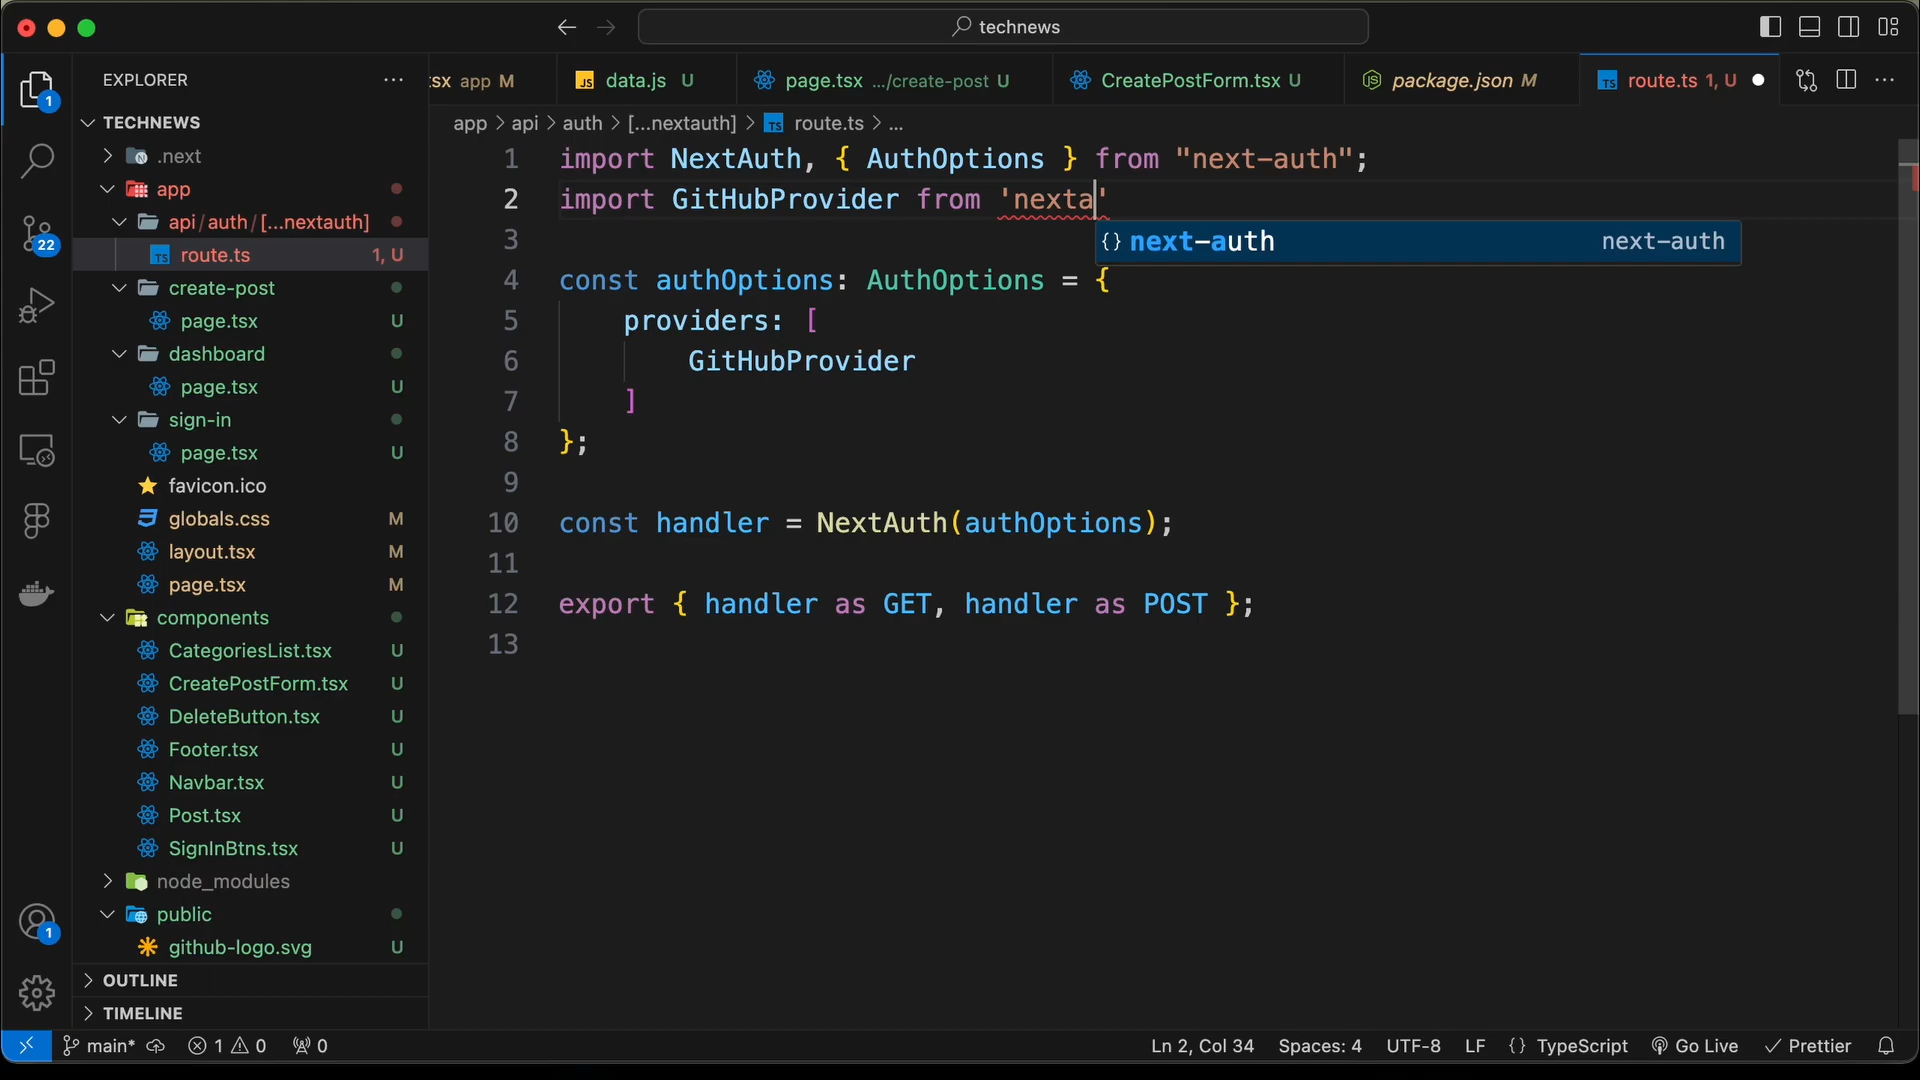 technews
EXPLORER
TECHNEWS
.next
app
api/auth/[...nextauth]
route.ts 1, U
create-post
page.tsx U
dashboard
page.tsx U
sign-in
page.tsx U
favicon.ico
globals.css M
layout.tsx M
page.tsx M
components
CategoriesList.tsx U
CreatePostForm.tsx U
DeleteButton.tsx U
Footer.tsx U
Navbar.tsx U
Post.tsx U
SignInBtns.tsx U
node_modules
public
github-logo.svg U
OUTLINE
TIMELINE
1
22
1
tsx app M
JS data.js U
page.tsx .../create-post U
CreatePostForm.tsx U
package.json M
TS route.ts 1, U
app > api > auth > [...nextauth] > TS route.ts > ...
1 import NextAuth, { AuthOptions } from "next-auth";
2 import GitHubProvider from 'nexta'
{} next-auth next-auth
3
4 const authOptions: AuthOptions = {
5 providers: [
6 GitHubProvider
7 ]
8 };
9
10 const handler = NextAuth(authOptions);
11
12 export { handler as GET, handler as POST };
13
main* 1 0 0
Ln 2, Col 34 Spaces: 4 UTF-8 LF {} TypeScript Go Live Prettier